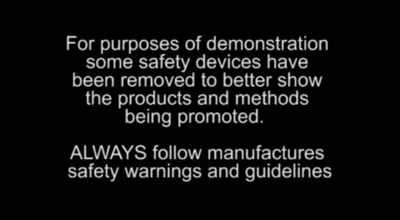 For purposes of demonstration
some safety devices have
been removed to better show
the products and methods
being promoted.
ALWAYS follow manufactures
safety warnings and guidelines